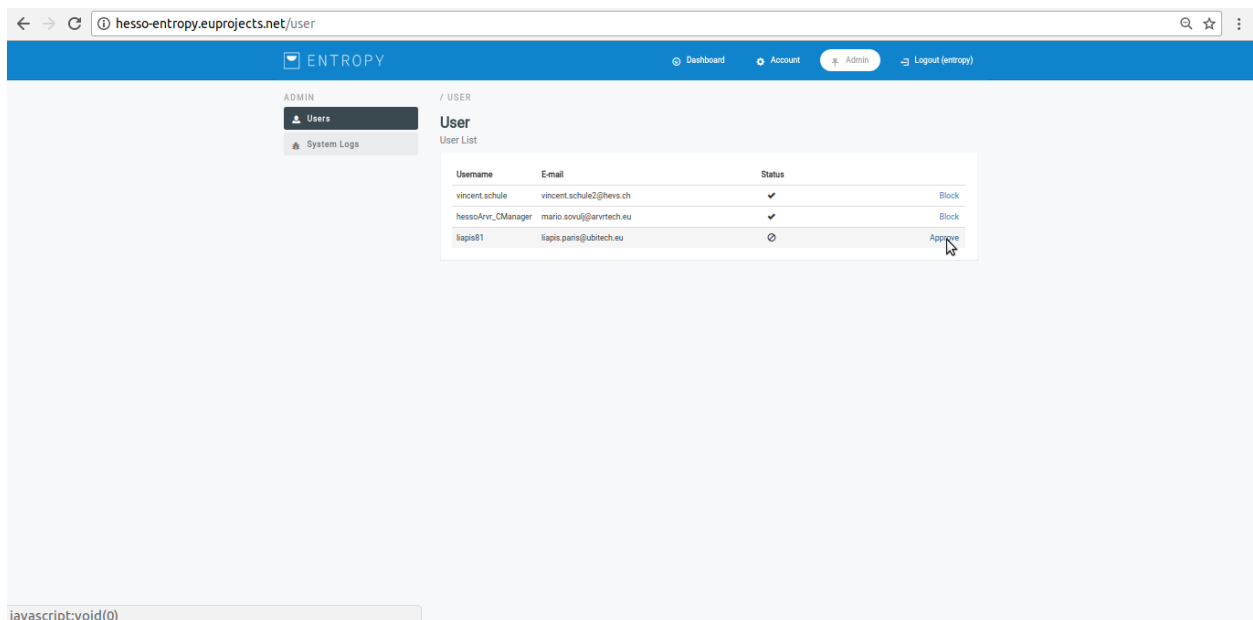 hesso-entropy.euprojects.net/user
ENTROPY
Dashboard Account Admin Logout (entropy)
ADMIN
Users
System Logs
/ USER
User
User List
Username E-mail Status
vincent.schule vincent.schule2@hevs.ch Block
hessoArvr_CManager mario.sovulj@arvrtech.eu Block
liapis81 liapis.paris@ubitech.eu Approve
javascript:void(0)